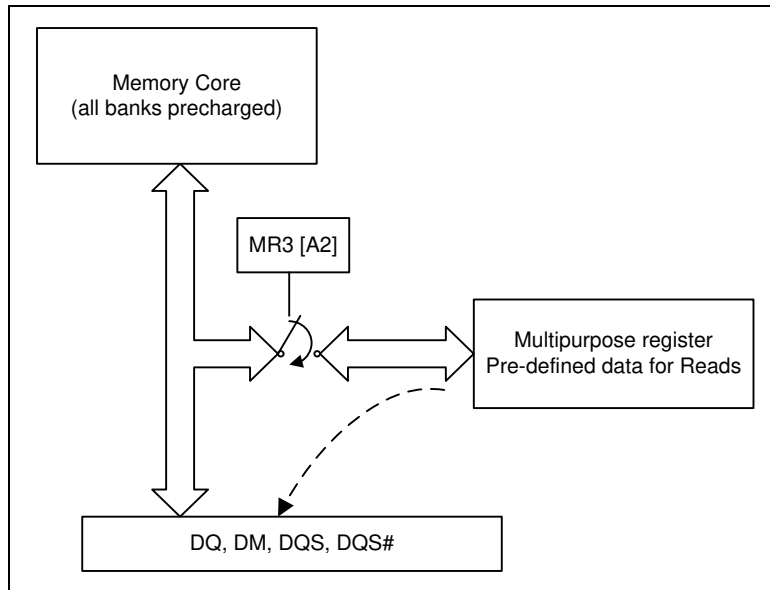 Memory Core
(all banks precharged)
MR3 [A2]
Multipurpose register
Pre-defined data for Reads
DQ, DM, DQS, DQS#